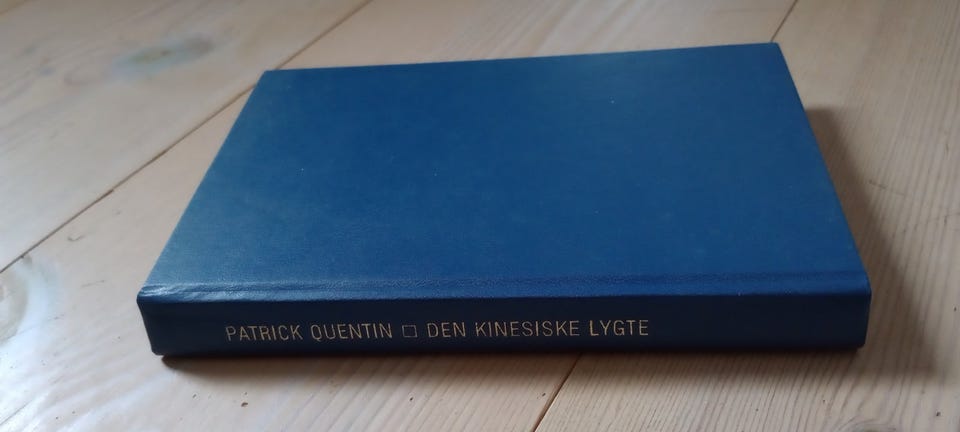 PATRICK QUENTIN □ DEN KINESISKE LYGTE